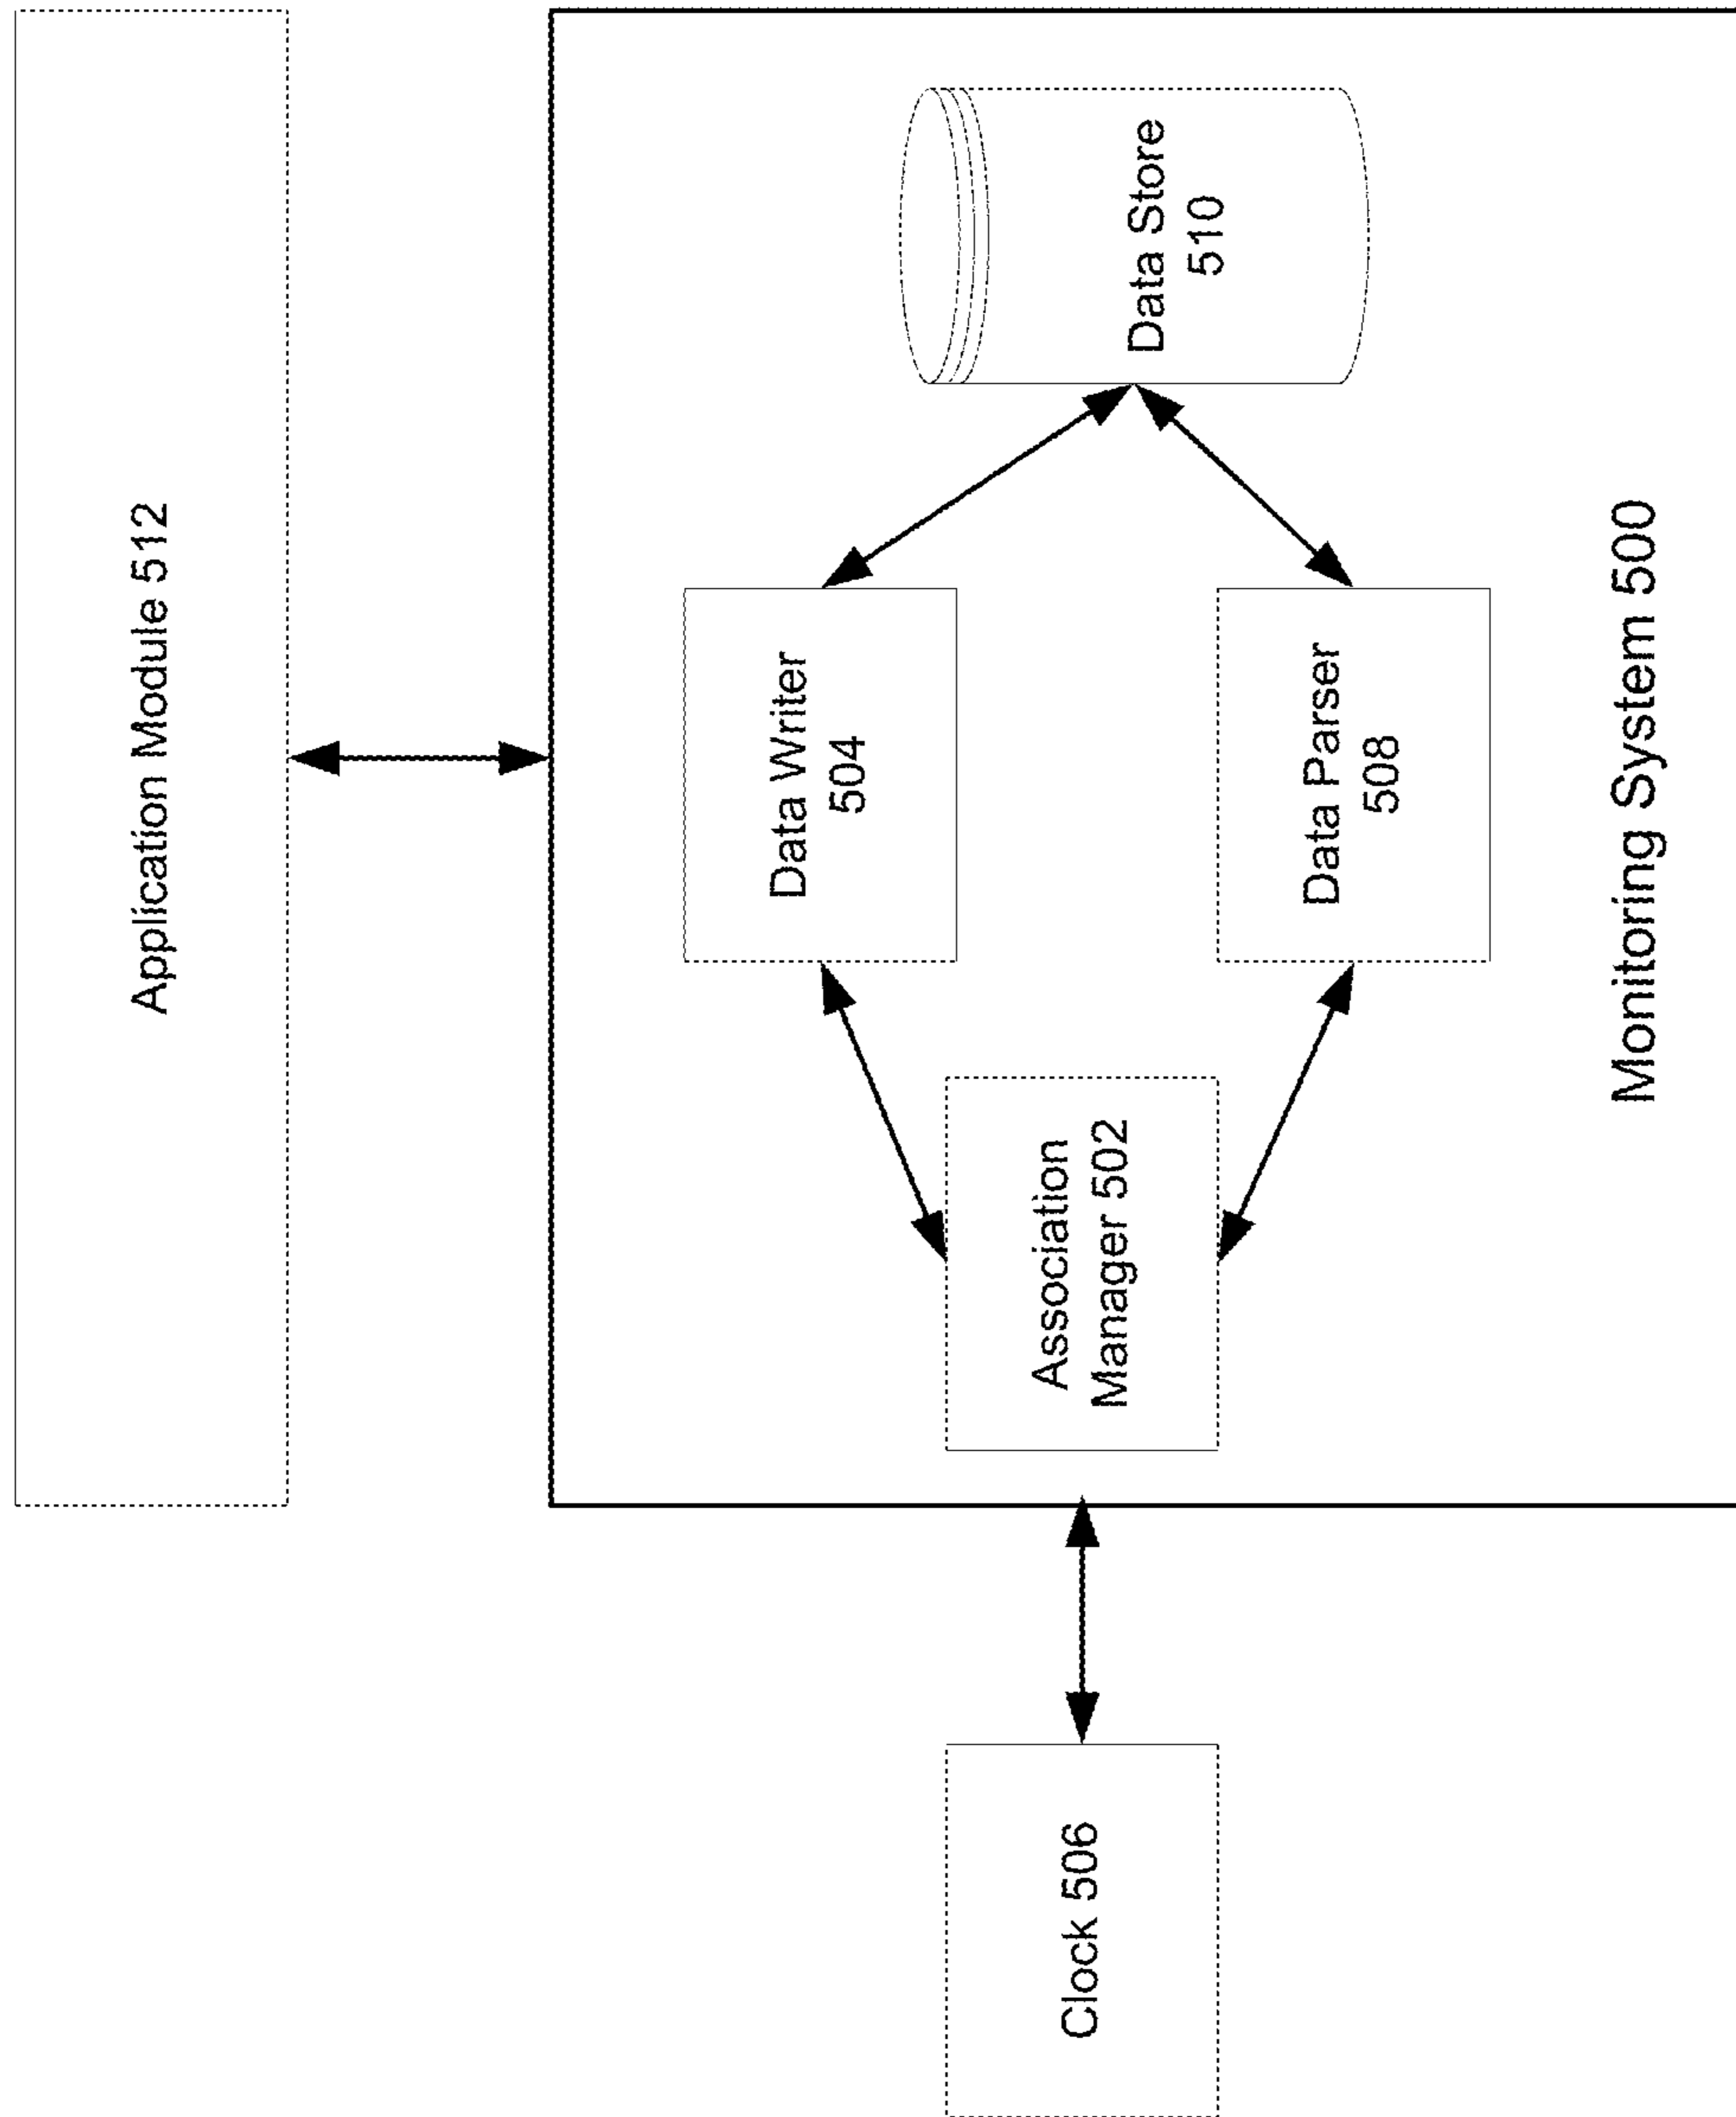 Application Module 512
Data Writer
504
Data Store
510
Association
Manager 502
Clock 506
Data Parser
508
Monitoring System 500